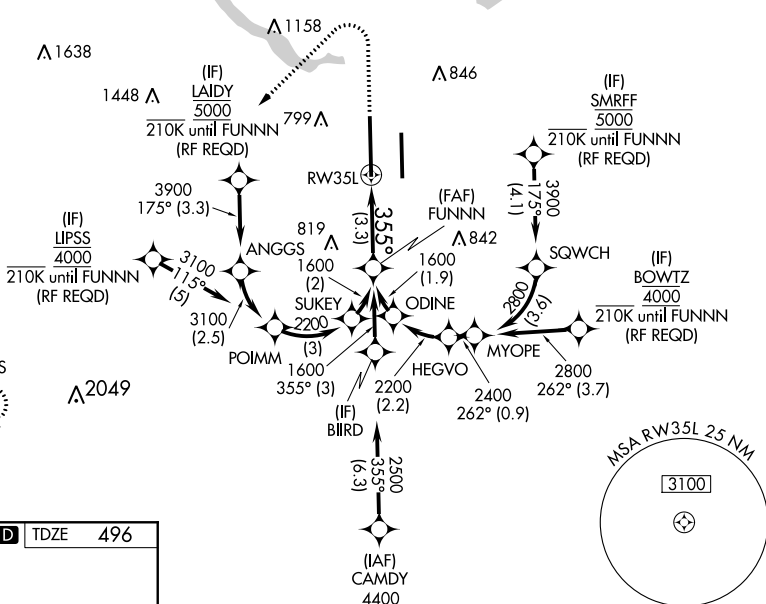 1158
1638
846
(IF)
LAIDY
5000
210K until FUNNN
(RF REQD)
1448
799
(IF)
SMRFF
5000
210K until FUNNN
(RF REQD)
RW35L
3900
175° (3.3)
355°
(3.3)
(FAF)
FUNNN
3900
175°
(4.1)
(IF)
LIPSS
4000
210K until FUNNN
(RF REQD)
819
842
ANGGS
1600
(2)
1600
(1.9)
SQWCH
(IF)
BOWTZ
4000
210K until FUNNN
(RF REQD)
3100
115°
(5)
3100
(2.5)
SUKEY
ODINE
2800
(3.6)
2200
(3)
POIMM
MYOPE
HEGVO
1600
355° (3)
2200
(2.2)
2400
262° (0.9)
2800
262° (3.7)
(IF)
BIIRD
S
2049
2500
355°
(6.3)
MSA RW35L 25 NM
3100
D TDZE 496
(IAF)
CAMDY
4400